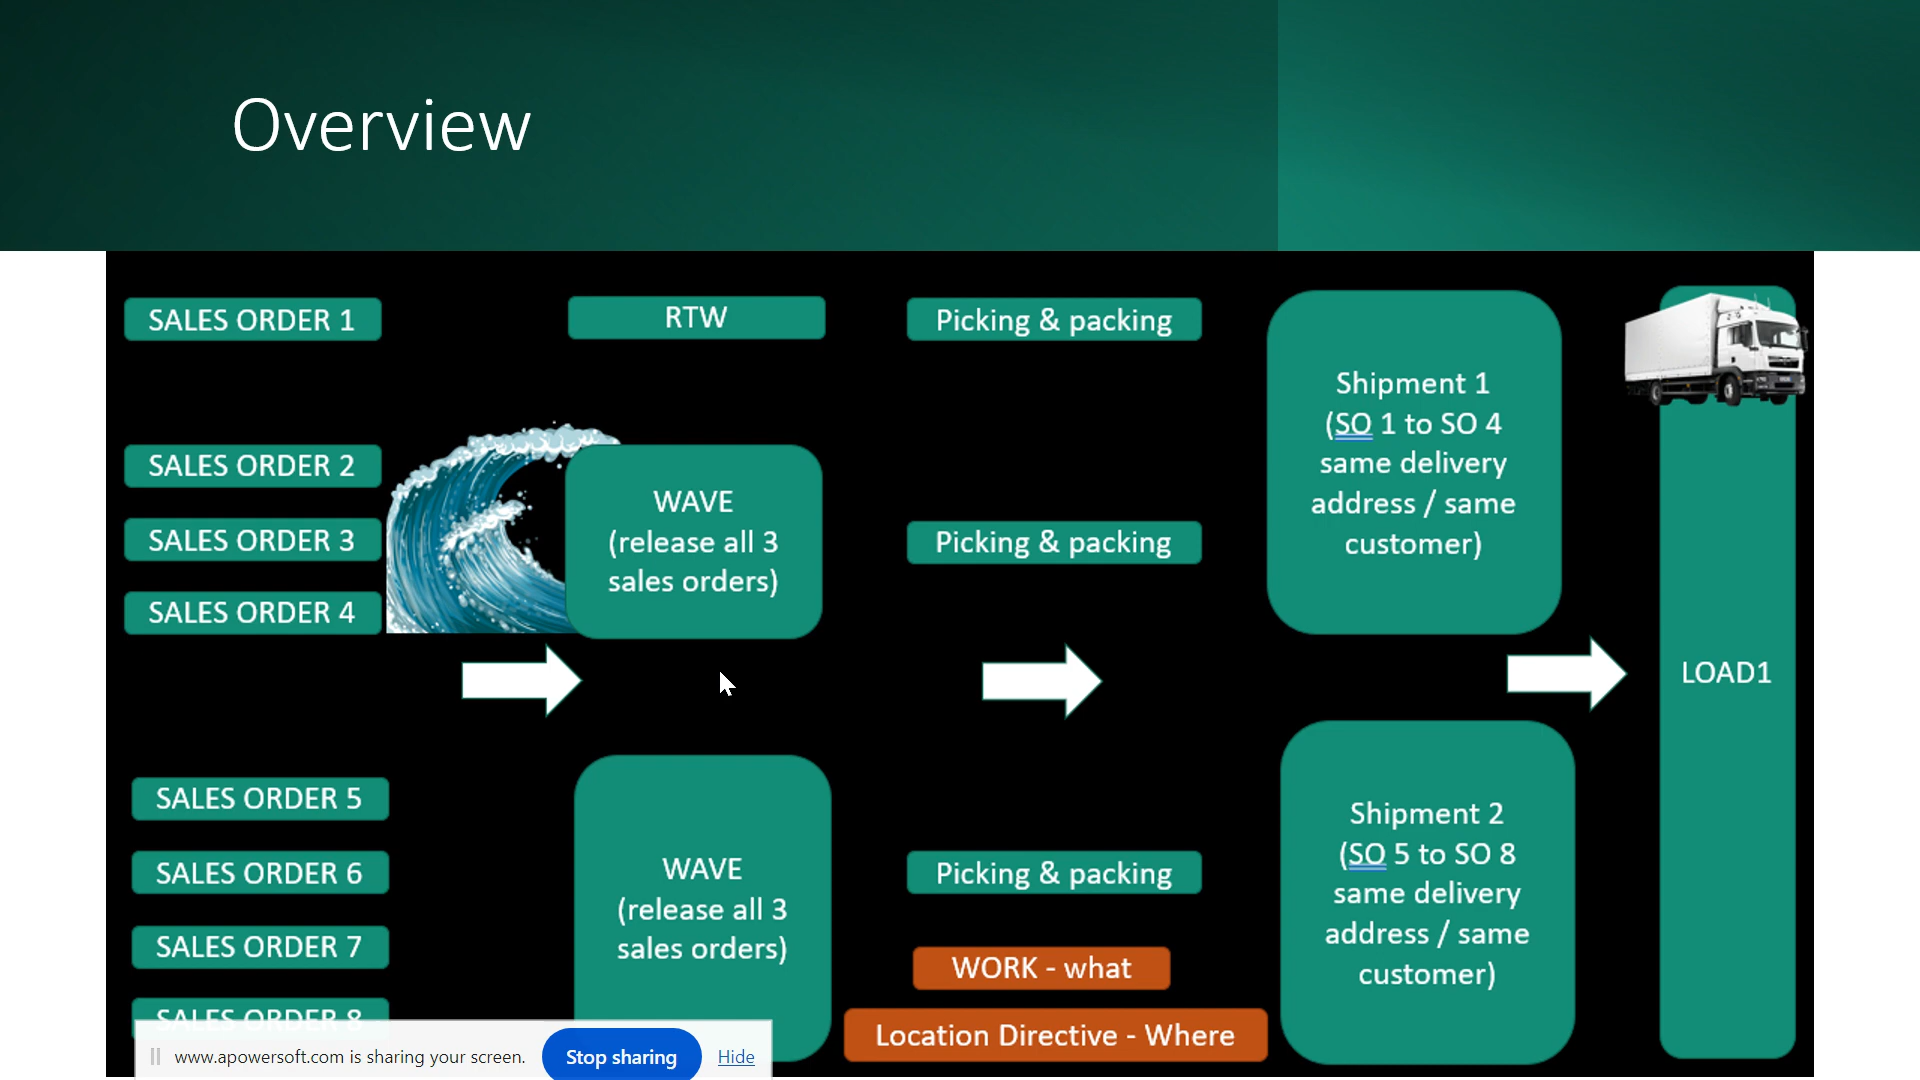 Overview
SALES ORDER 1
RTW
Picking & packing
Shipment 1
(SO 1 to SO 4
same delivery
address / same
customer)
SALES ORDER 2
SALES ORDER 3
SALES ORDER 4
WAVE
(release all 3
sales orders)
Picking & packing
LOAD1
SALES ORDER 5
SALES ORDER 6
SALES ORDER 7
SALES ORDER 8
WAVE
(release all 3
sales orders)
Picking & packing
WORK - what
Location Directive - Where
Shipment 2
(SO 5 to SO 8
same delivery
address / same
customer)
www.apowersoft.com is sharing your screen.
Stop sharing
Hide